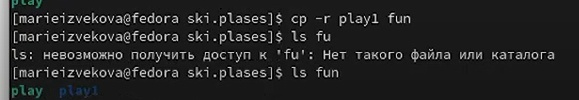 play
[marieizvekova@fedora ski.plases]$ cp -r play1 fun
[marieizvekova@fedora ski.plases]$ ls fu
ls: невозможно получить доступ к 'fu': Нет такого файла или каталога
[marieizvekova@fedora ski.plases]$ ls fun
play play1